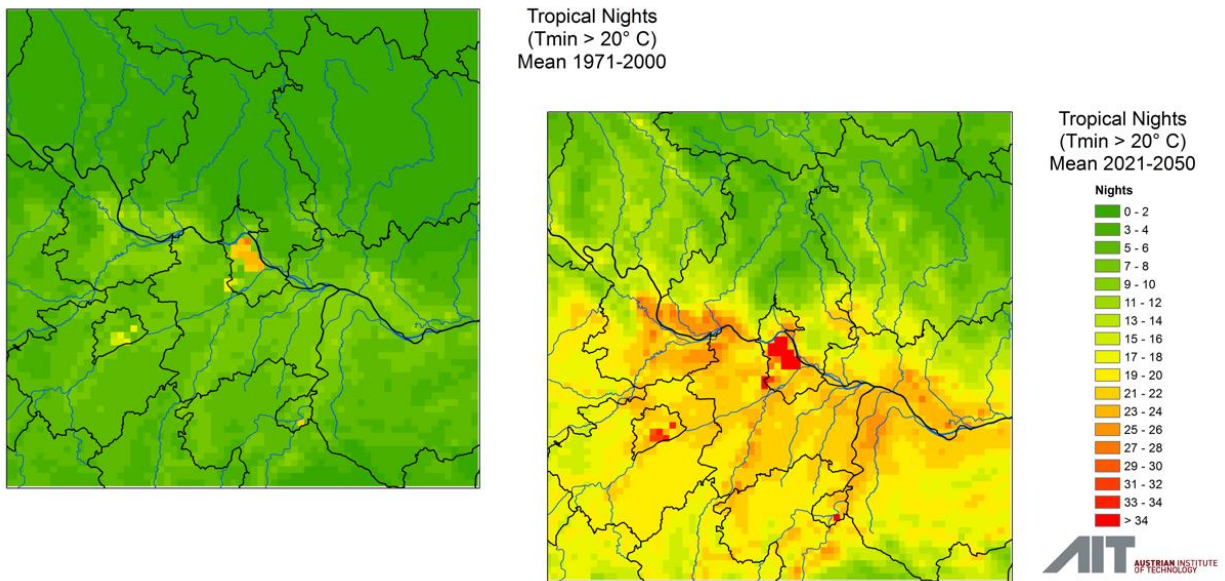 Tropical Nights
(Tmin > 20° C)
Mean 1971-2000
Tropical Nights
(Tmin > 20° C)
Mean 2021-2050
Nights
0 - 2
3 - 4
5 - 6
7 - 8
9 - 10
11 - 12
13 - 14
15 - 16
17 - 18
19 - 20
21 - 22
23 - 24
25 - 26
27 - 28
29 - 30
31 - 32
33 - 34
> 34
AIT
AUSTRIAN INSTITUTE
OF TECHNOLOGY